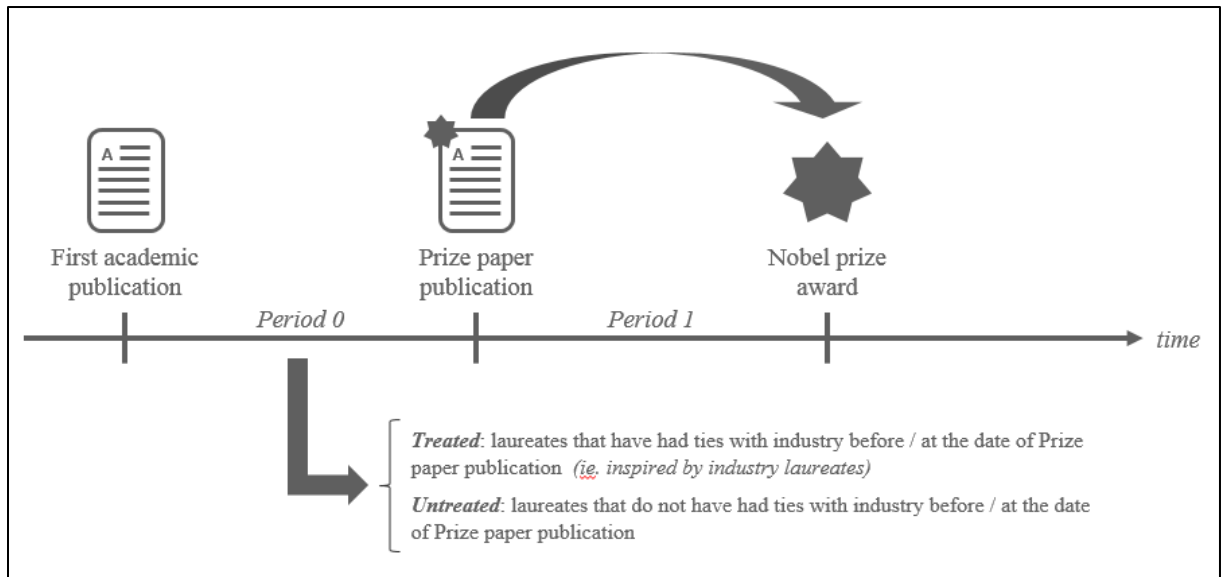 A
A
First academic
publication
Prize paper
publication
Nobel prize
award
Period 0
Period 1
time
Treated: laureates that have had ties with industry before / at the date of Prize
paper publication (ie. inspired by industry laureates)
Untreated: laureates that do not have had ties with industry before / at the date
of Prize paper publication